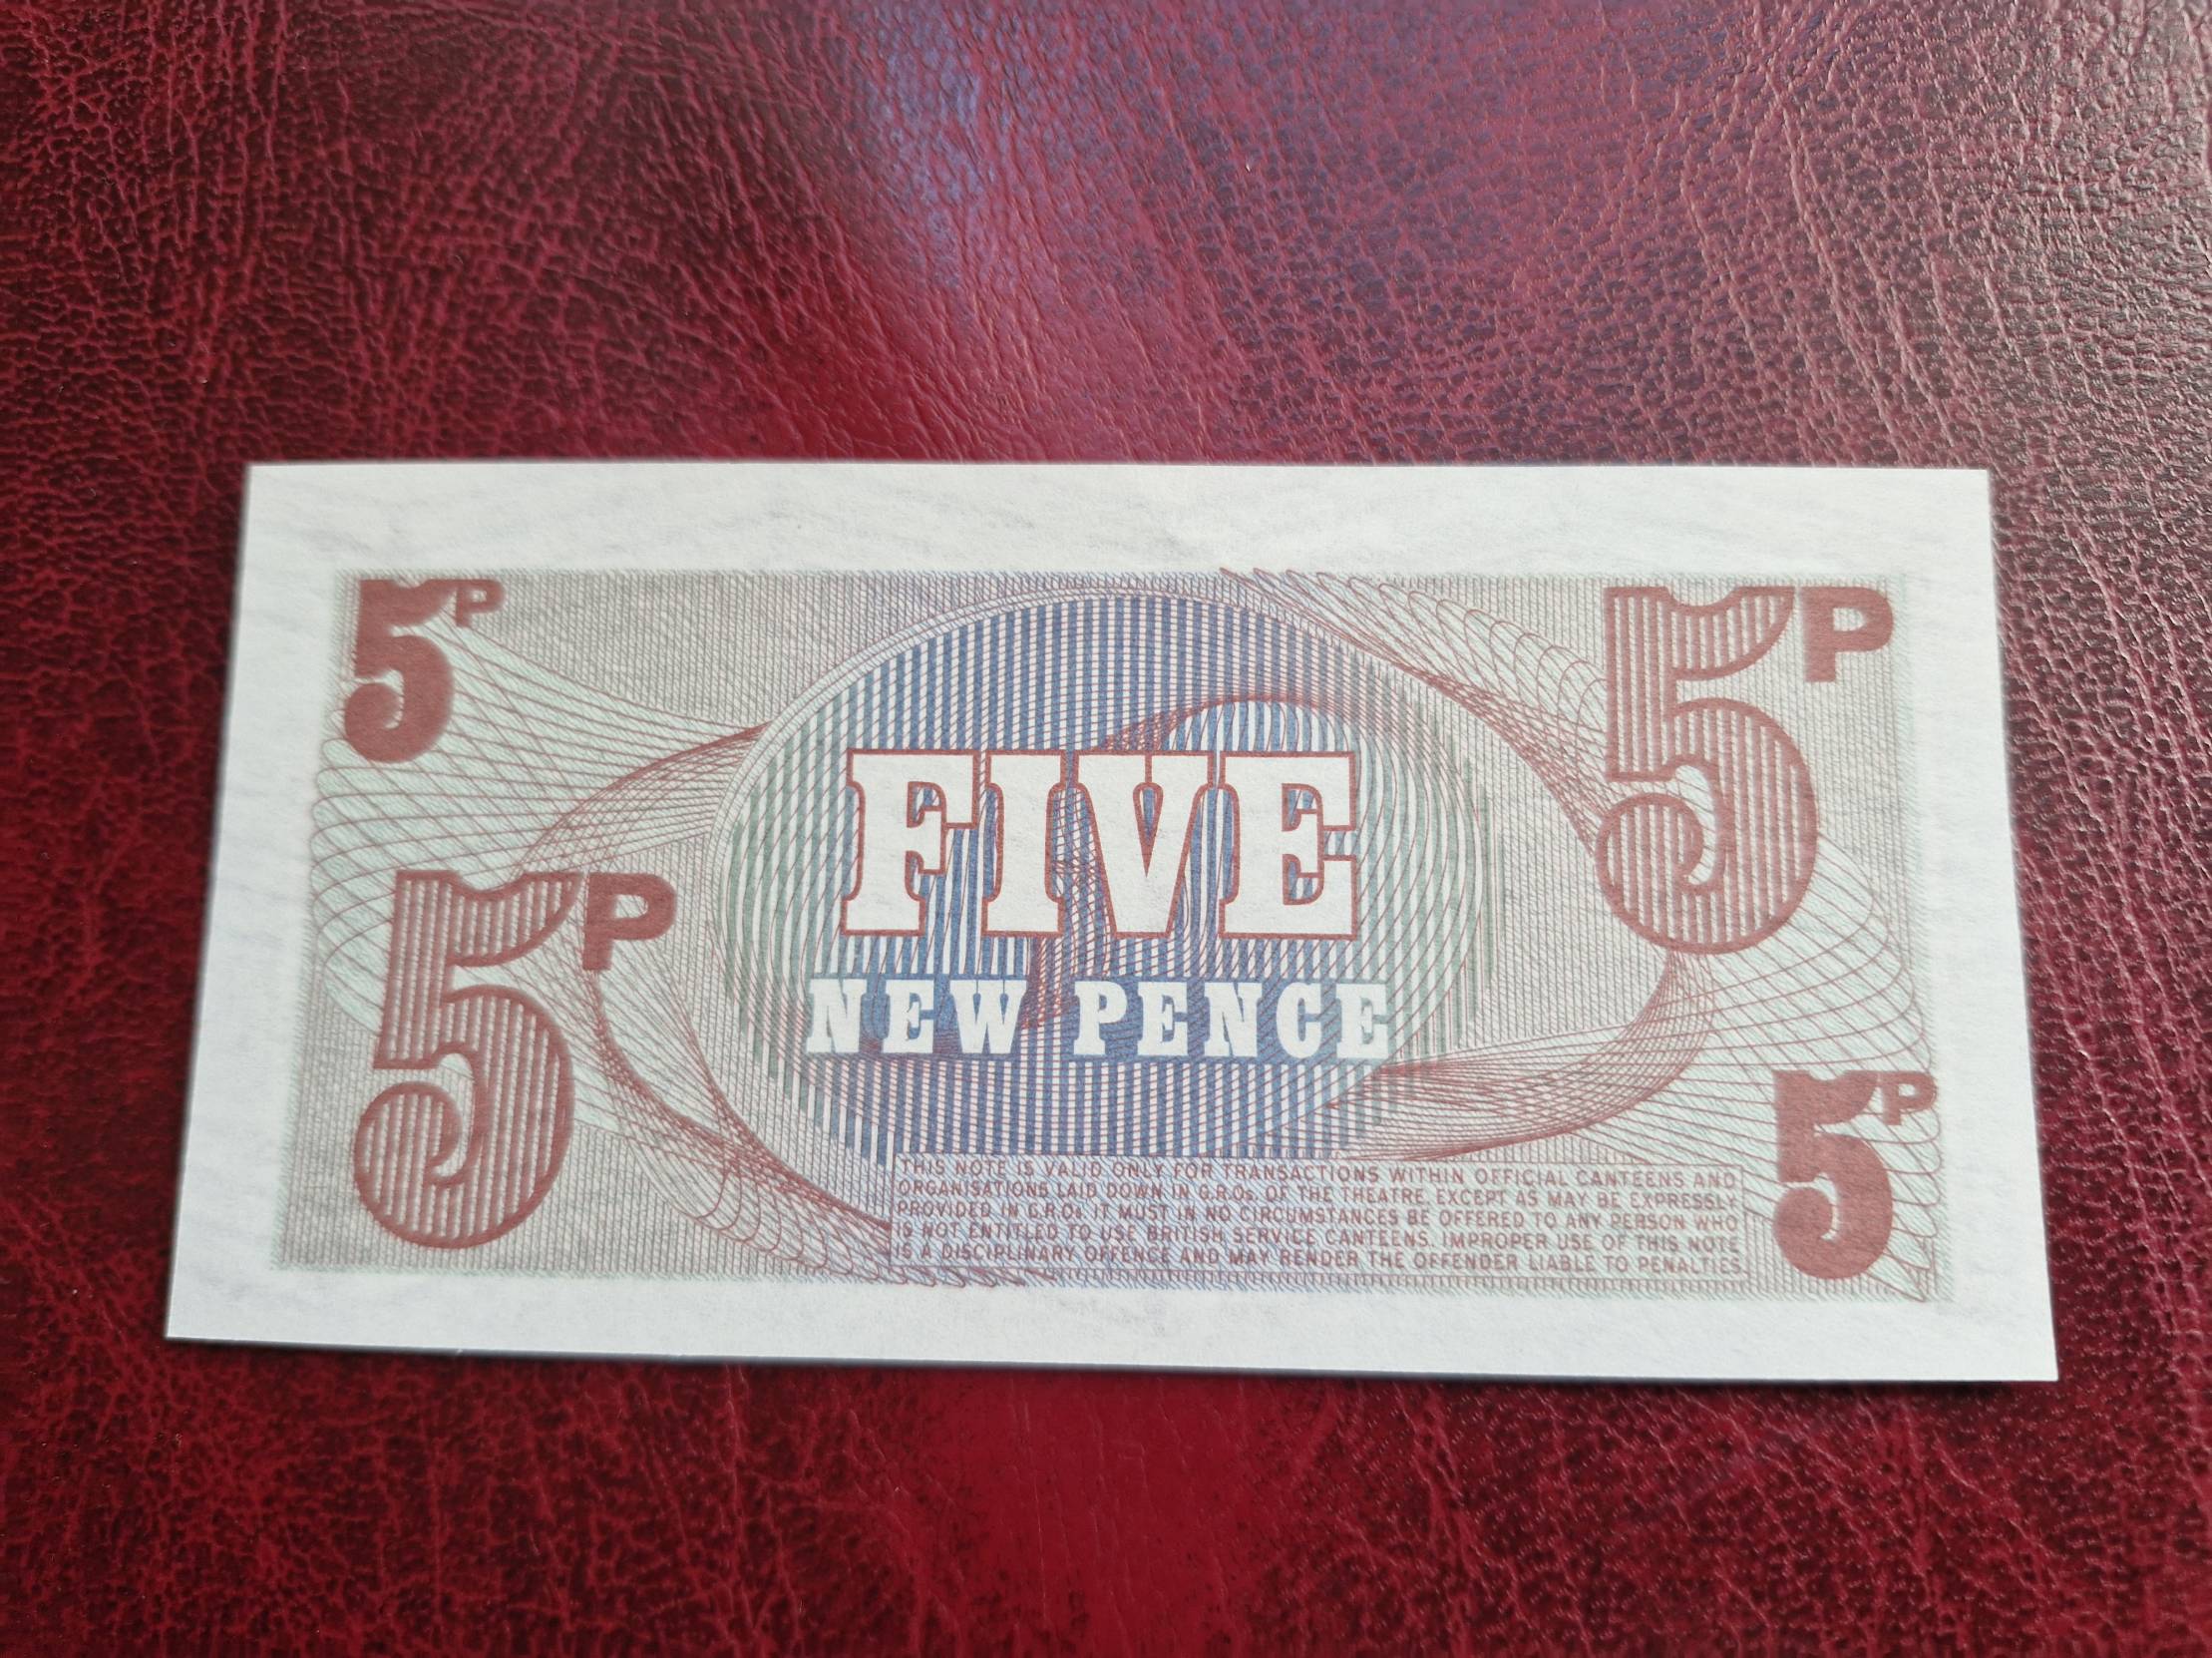 5P
5P
FIVE
5P
NEW PENCE
5P
THIS NOTE IS VALID ONLY FOR TRANSACTIONS WITHIN OFFICIAL CANTEENS AND
ORGANISATIONS LAID DOWN IN G.R.Os. OF THE THEATRE, EXCEPT AS MAY BE EXPRESSLY
PROVIDED IN G.R.Os. IT MUST IN NO CIRCUMSTANCES BE OFFERED TO ANY PERSON WHO
IS NOT ENTITLED TO USE BRITISH SERVICE CANTEENS. IMPROPER USE OF THIS NOTE
IS A DISCIPLINARY OFFENCE AND MAY RENDER THE OFFENDER LIABLE TO PENALTIES.